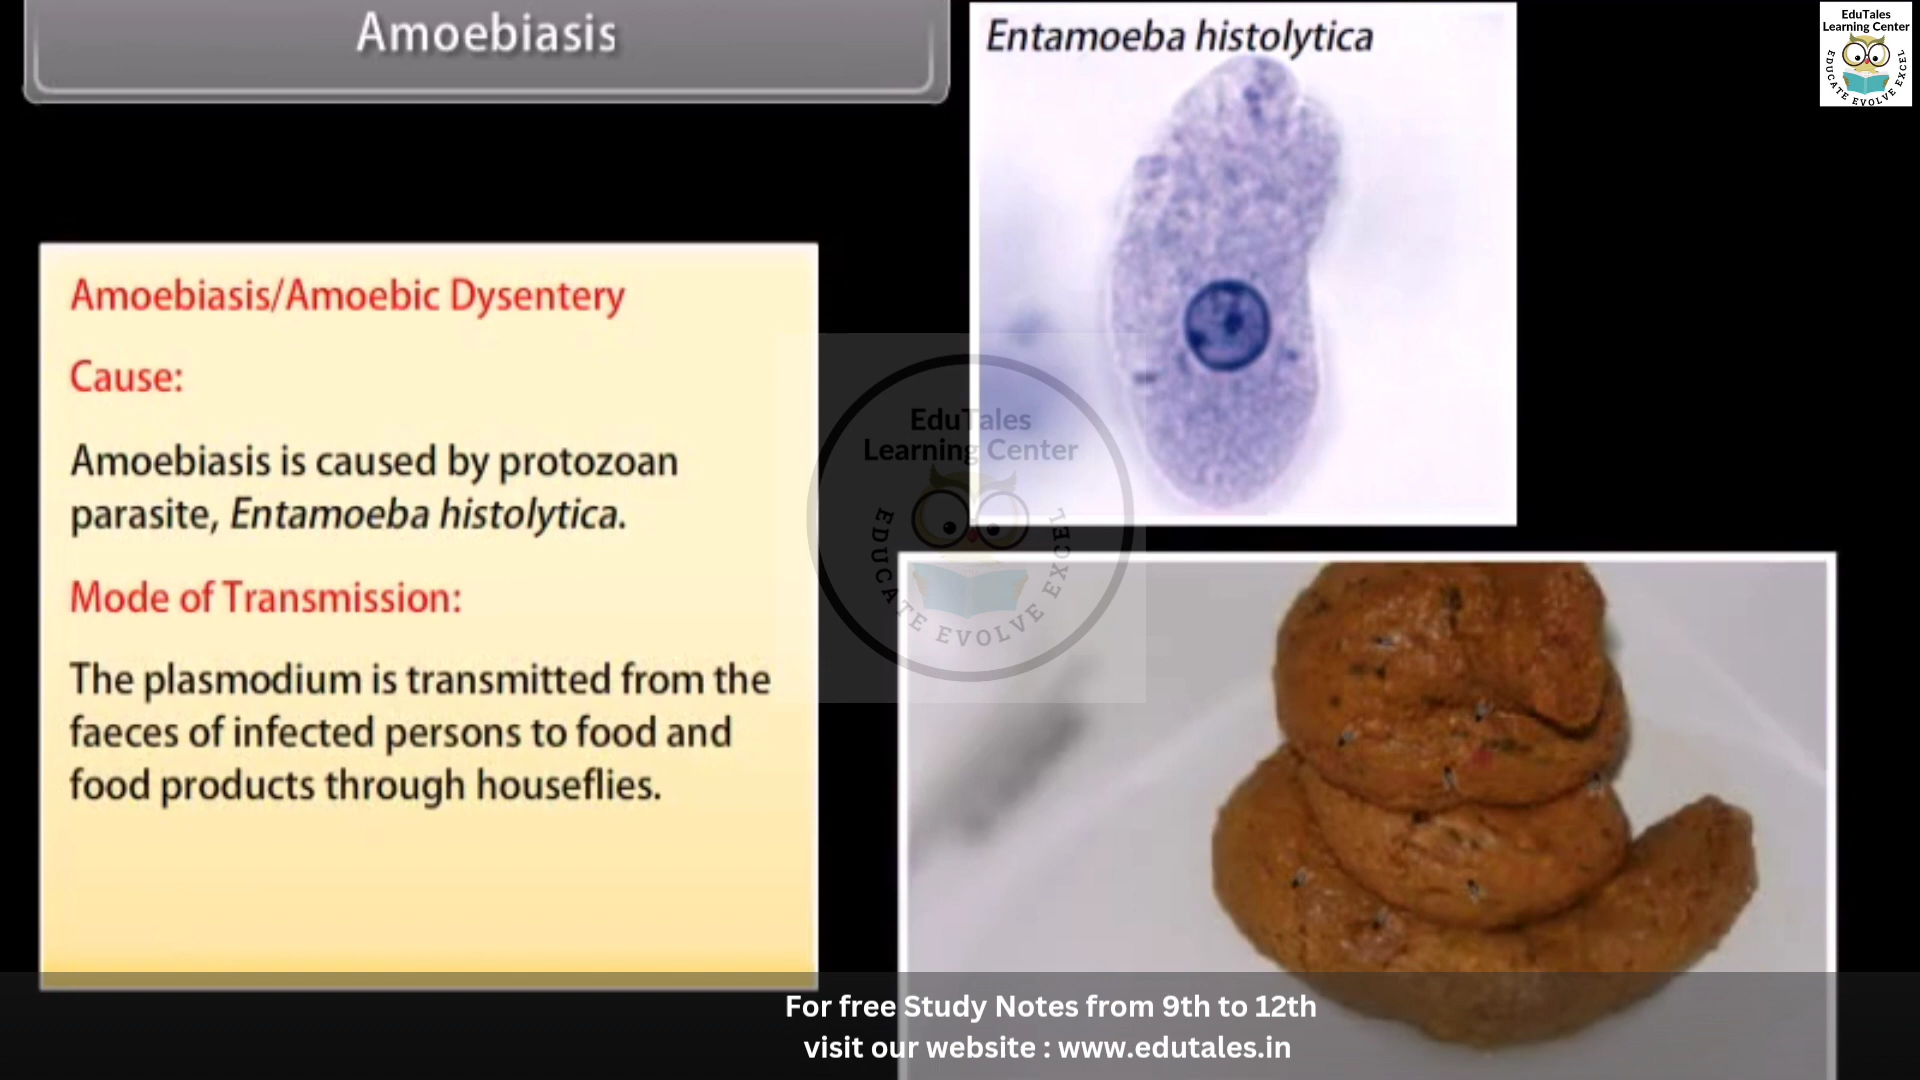 Amoebiasis
Entamoeba histolytica
EduTales
Learning Center
EDUCATE EVOLVE EXCEL
Amoebiasis/Amoebic Dysentery
Cause:
Amoebiasis is caused by protozoan
parasite, Entamoeba histolytica.
Mode of Transmission:
The plasmodium is transmitted from the
faeces of infected persons to food and
food products through houseflies.
EduTales
Learning Center
EDUCATE EVOLVE EXCEL
For free Study Notes from 9th to 12th
visit our website : www.edutales.in